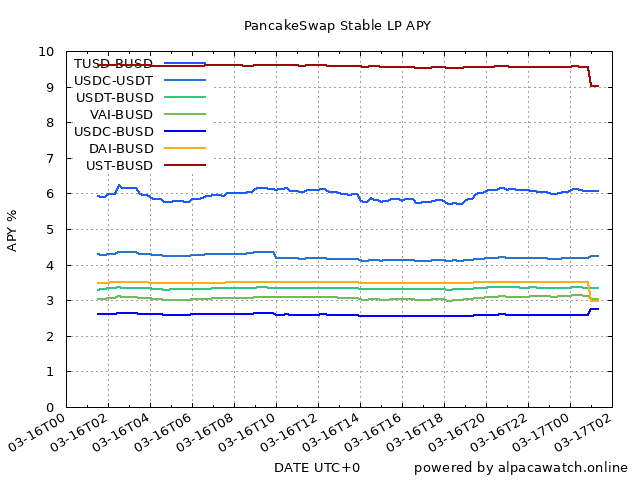 PancakeSwap Stable LP APY
10
9
8
7
6
5
4
3
2
1
0
APY %
TUSD-BUSD
USDC-USDT
USDT-BUSD
VAI-BUSD
USDC-BUSD
DAI-BUSD
UST-BUSD
03-16T00
03-16T02
03-16T04
03-16T06
03-16T08
03-16T10
03-16T12
03-16T14
03-16T16
03-16T18
03-16T20
03-16T22
03-17T00
03-17T02
DATE UTC+0
powered by alpacawatch.online